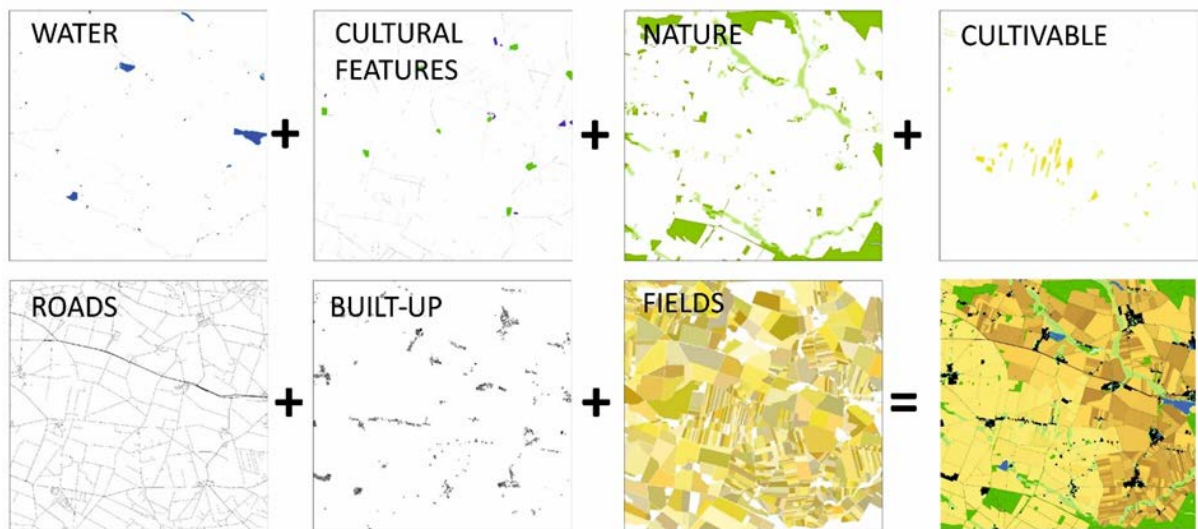 WATER
+
CULTURAL
FEATURES
+
NATURE
+
CULTIVABLE
ROADS
+
BUILT-UP
+
FIELDS
=